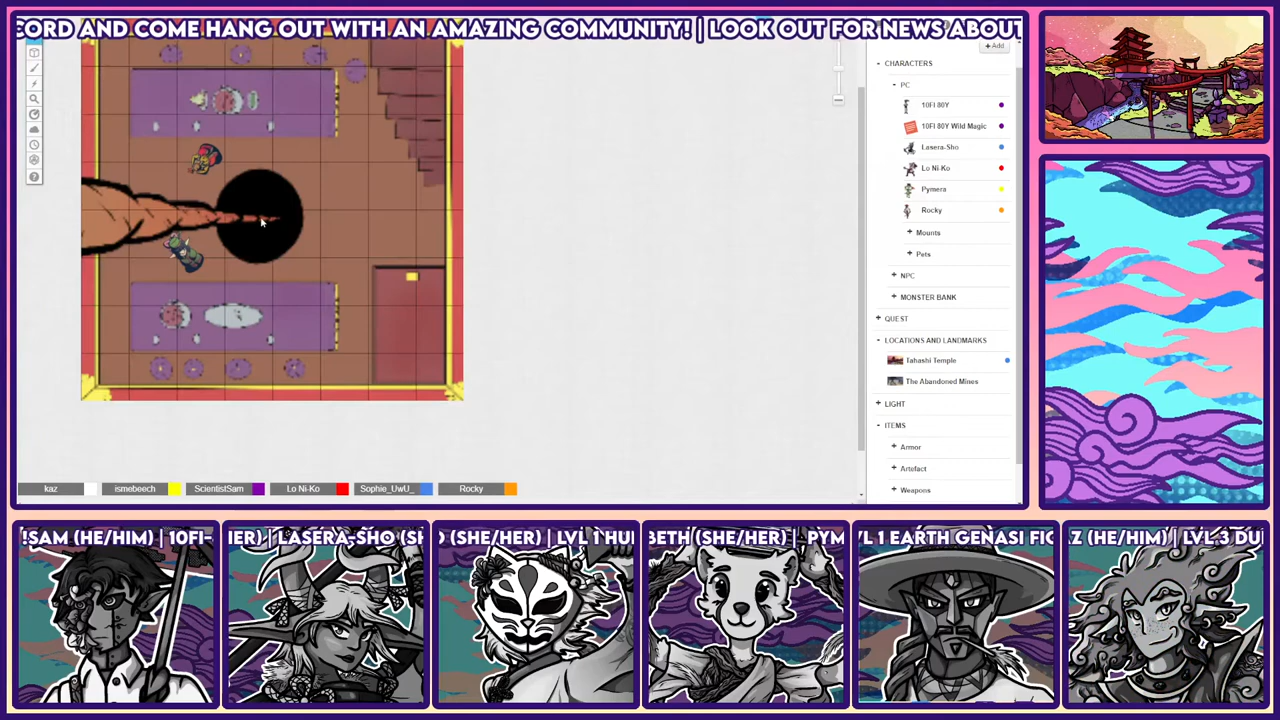 CORD AND COME HANG OUT WITH AN AMAZING COMMUNITY! | LOOK OUT FOR NEWS ABOUT
+ Add
CHARACTERS
PC
10FI 80Y
10FI 80Y Wild Magic
Lasera-Sho
Lo Ni-Ko
Pymera
Rocky
Mounts
Pets
NPC
MONSTER BANK
QUEST
LOCATIONS AND LANDMARKS
Tahashi Temple
The Abandoned Mines
LIGHT
ITEMS
Armor
Artefact
Weapons
kaz
ismebeech
ScientistSam
Lo Ni-Ko
Sophie_UwU_
Rocky
!SAM (HE/HIM) | 10FI-
HER) | LASERA-SHO (SH
O (SHE/HER) | LVL 1 HU
BETH (SHE/HER) | PYM
VL 1 EARTH GENASI FIG
AZ (HE/HIM) | LVL 3 DU